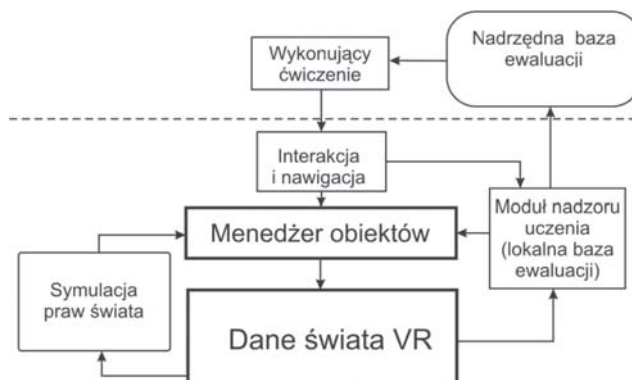 Nadrzędna baza
ewaluacji
Wykonujący
ćwiczenie
Interakcja
i nawigacja
Menedżer obiektów
Moduł nadzoru
uczenia
(lokalna baza
ewaluacji)
Symulacja
praw świata
Dane świata VR